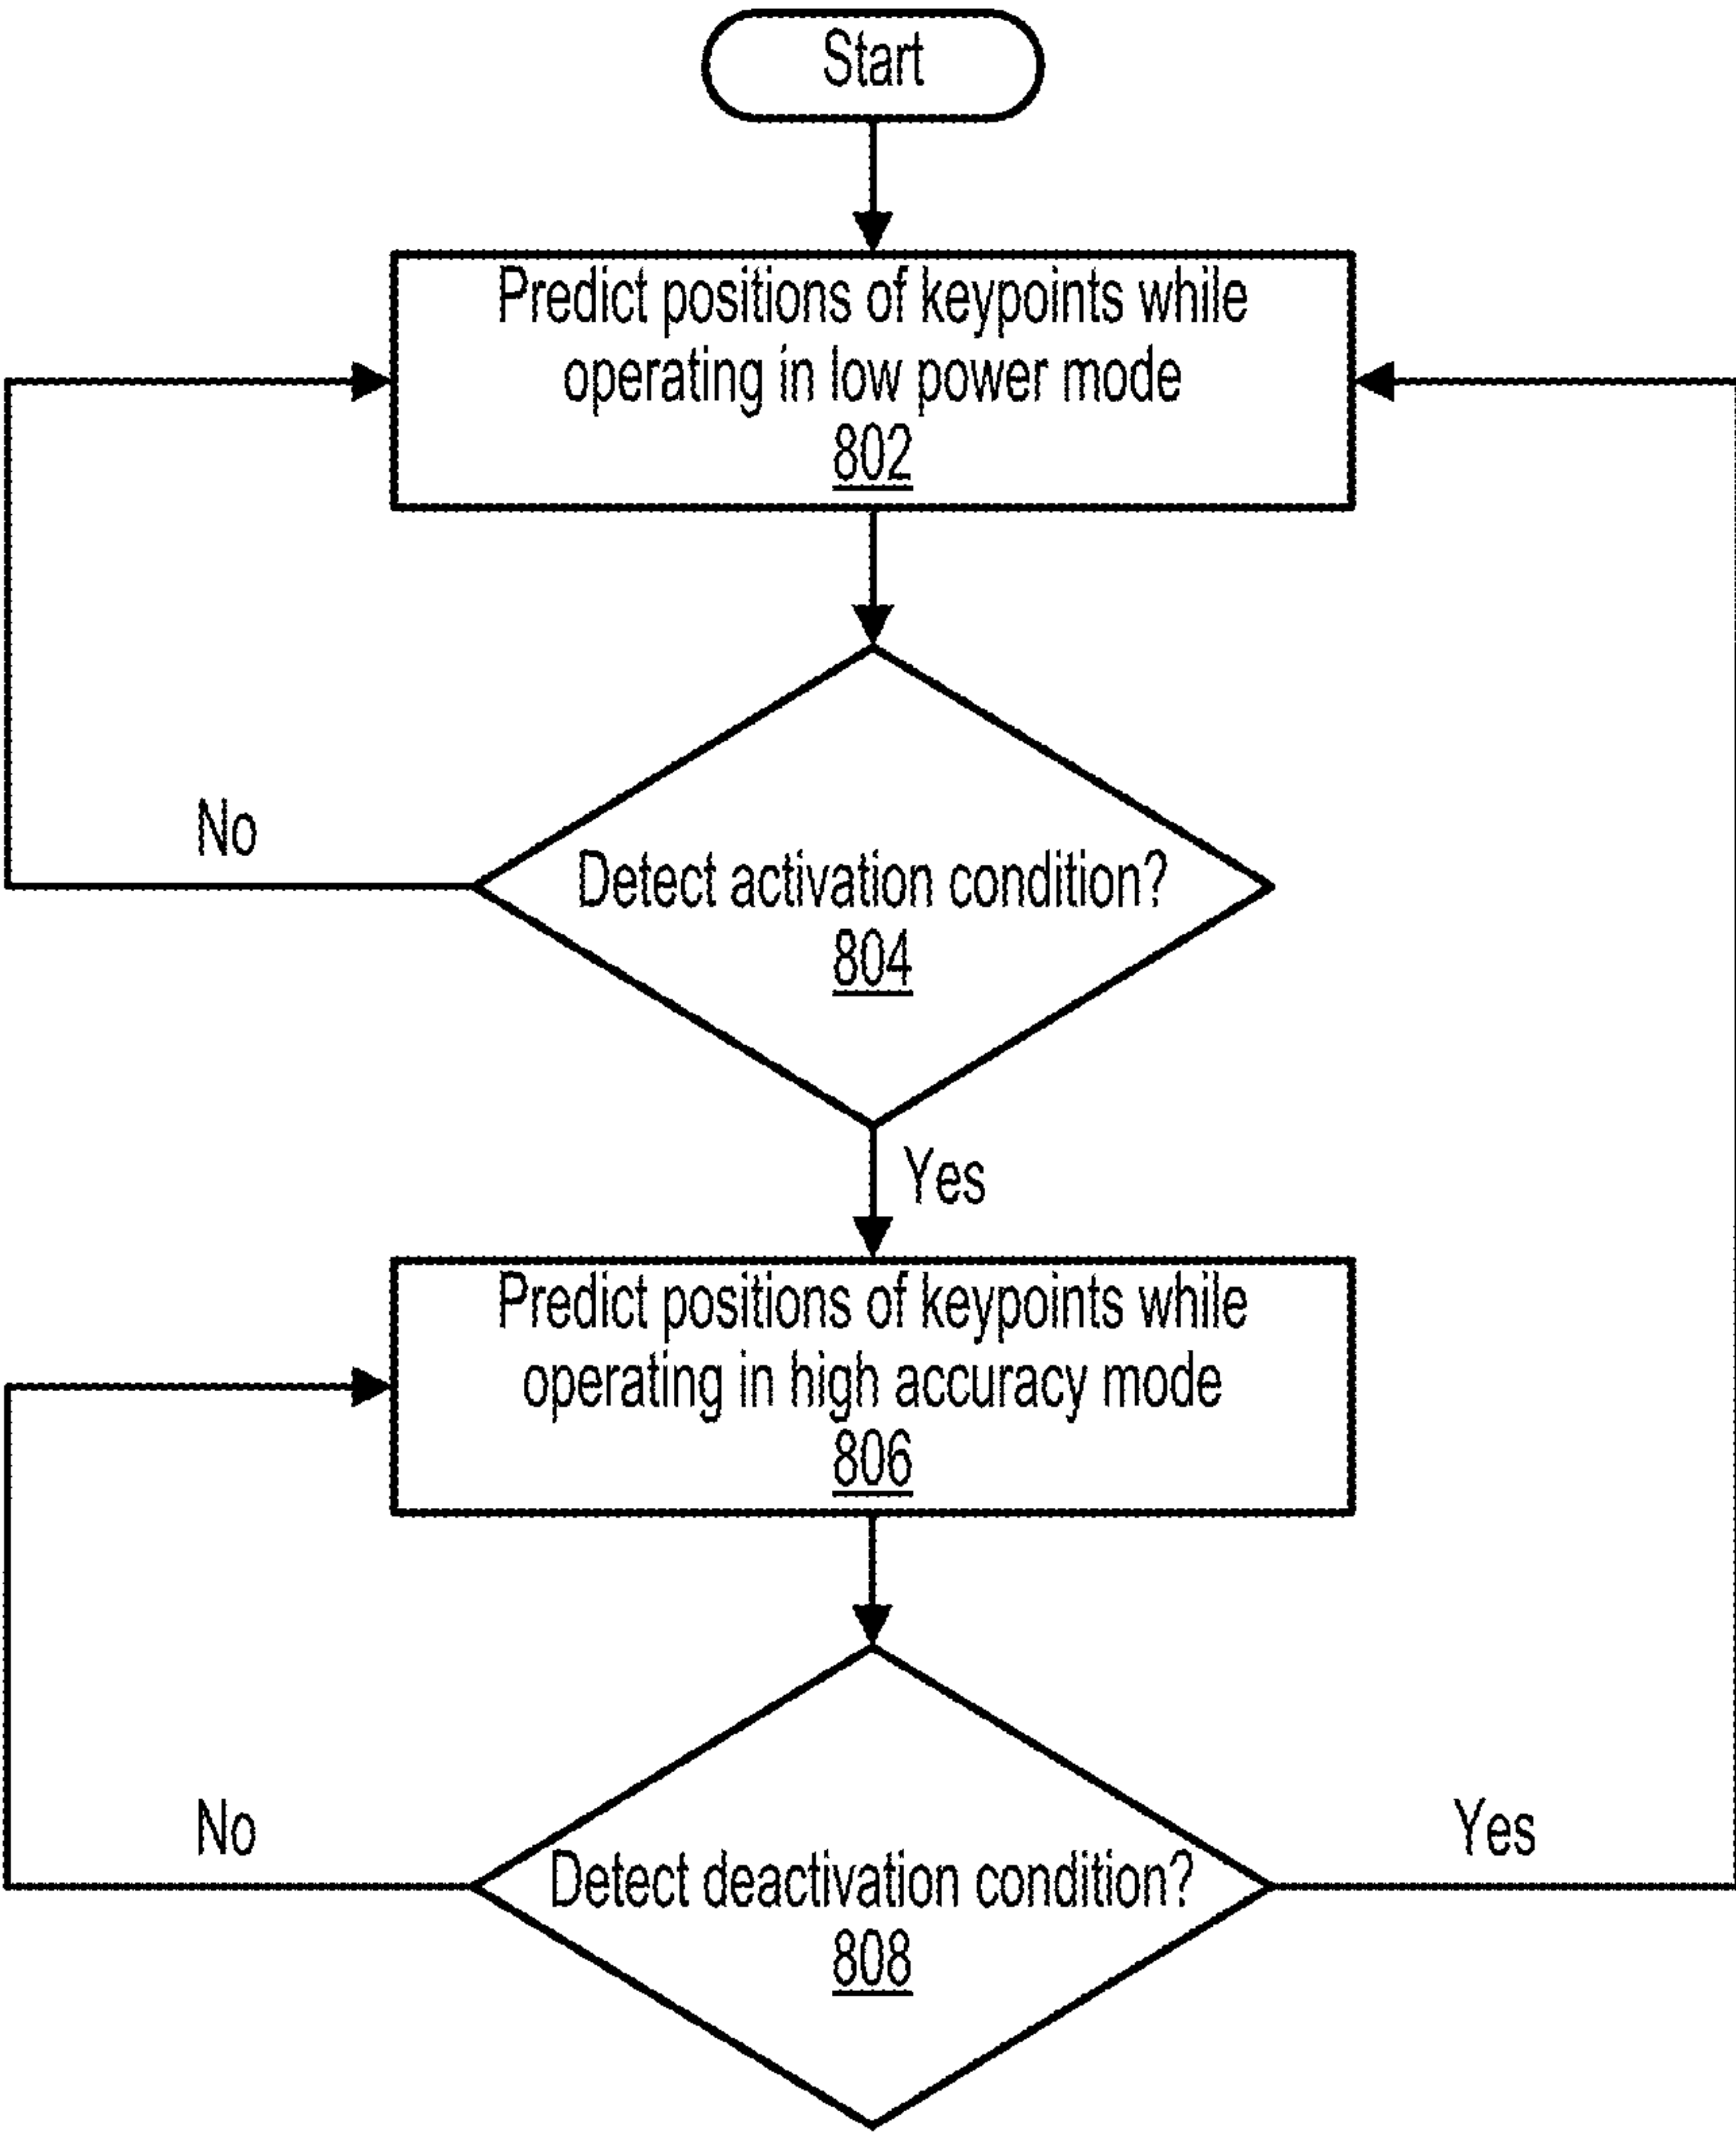 Start
Predict positions of keypoints while
operating in low power mode
802
No
Detect activation condition?
804
Yes
Predict positions of keypoints while
operating in high accuracy mode
806
No
Yes
Detect deactivation condition?
808